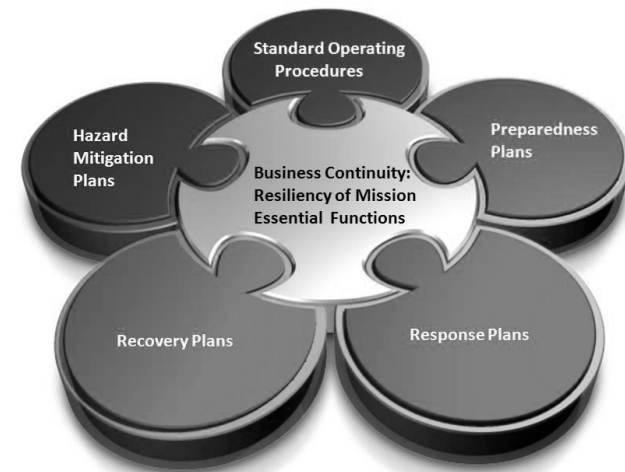 Standard Operating
Procedures
Hazard
Mitigation
Plans
Preparedness
Plans
Business Continuity:
Resiliency of Mission
Essential Functions
Recovery Plans
Response Plans